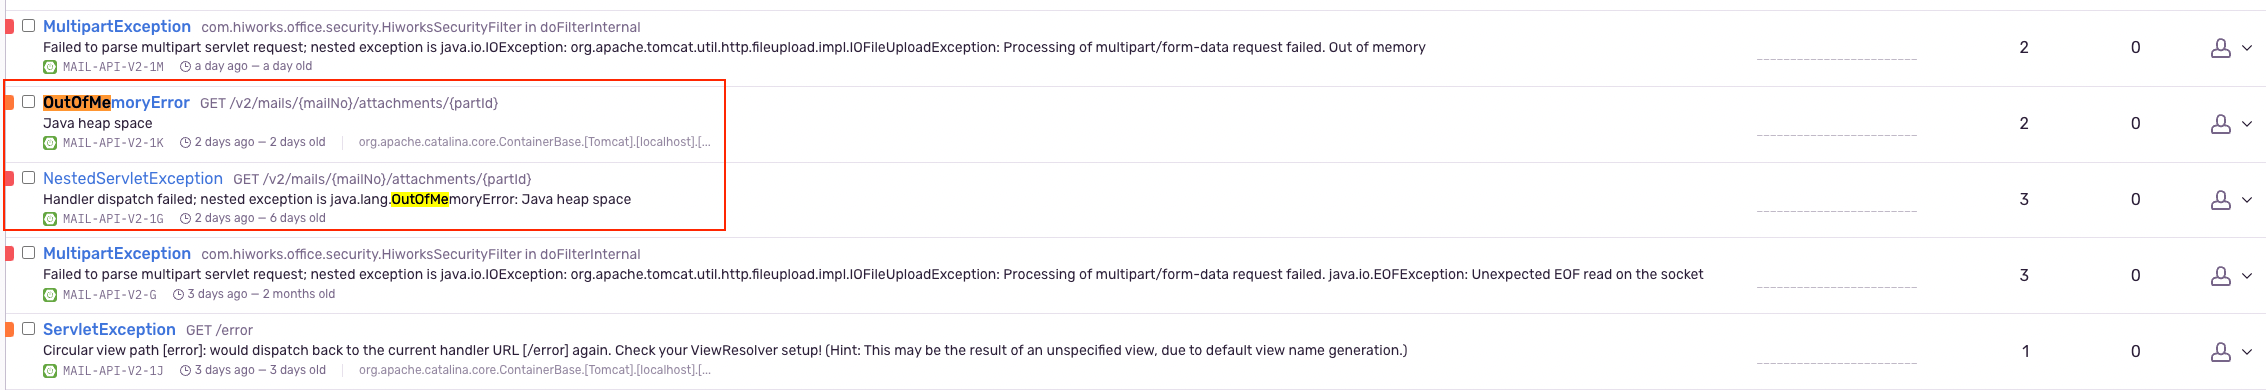 MultipartException com.hiworks.office.security.HiworksSecurityFilter in doFilterInternal
Failed to parse multipart servlet request; nested exception is java.io.IOException: org.apache.tomcat.util.http.fileupload.impl.IOFileUploadException: Processing of multipart/form-data request failed. Out of memory
MAIL-API-V2-1M a day ago — a day old
2 0
OutOfMemoryError GET /v2/mails/{mailNo}/attachments/{partId}
Java heap space
MAIL-API-V2-1K 2 days ago — 2 days old org.apache.catalina.core.ContainerBase.[Tomcat].[localhost].[...
2 0
NestedServletException GET /v2/mails/{mailNo}/attachments/{partId}
Handler dispatch failed; nested exception is java.lang.OutOfMemoryError: Java heap space
MAIL-API-V2-1G 2 days ago — 6 days old
3 0
MultipartException com.hiworks.office.security.HiworksSecurityFilter in doFilterInternal
Failed to parse multipart servlet request; nested exception is java.io.IOException: org.apache.tomcat.util.http.fileupload.impl.IOFileUploadException: Processing of multipart/form-data request failed. java.io.EOFException: Unexpected EOF read on the socket
MAIL-API-V2-G 3 days ago — 2 months old
3 0
ServletException GET /error
Circular view path [error]: would dispatch back to the current handler URL [/error] again. Check your ViewResolver setup! (Hint: This may be the result of an unspecified view, due to default view name generation.)
MAIL-API-V2-1J 3 days ago — 3 days old org.apache.catalina.core.ContainerBase.[Tomcat].[localhost].[...
1 0